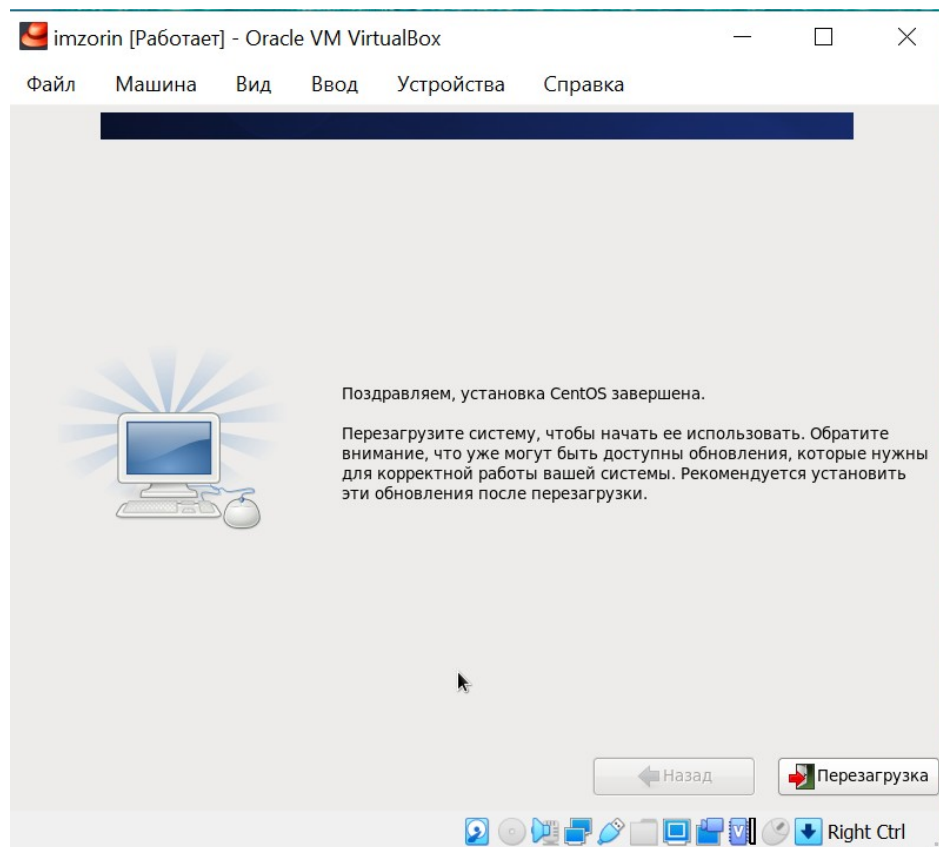 imzorin [Работает] - Oracle VM VirtualBox
Файл Машина Вид Ввод Устройства Справка
Поздравляем, установка CentOS завершена.
Перезагрузите систему, чтобы начать ее использовать. Обратите
внимание, что уже могут быть доступны обновления, которые нужны
для корректной работы вашей системы. Рекомендуется установить
эти обновления после перезагрузки.
Назад Перезагрузка
Right Ctrl